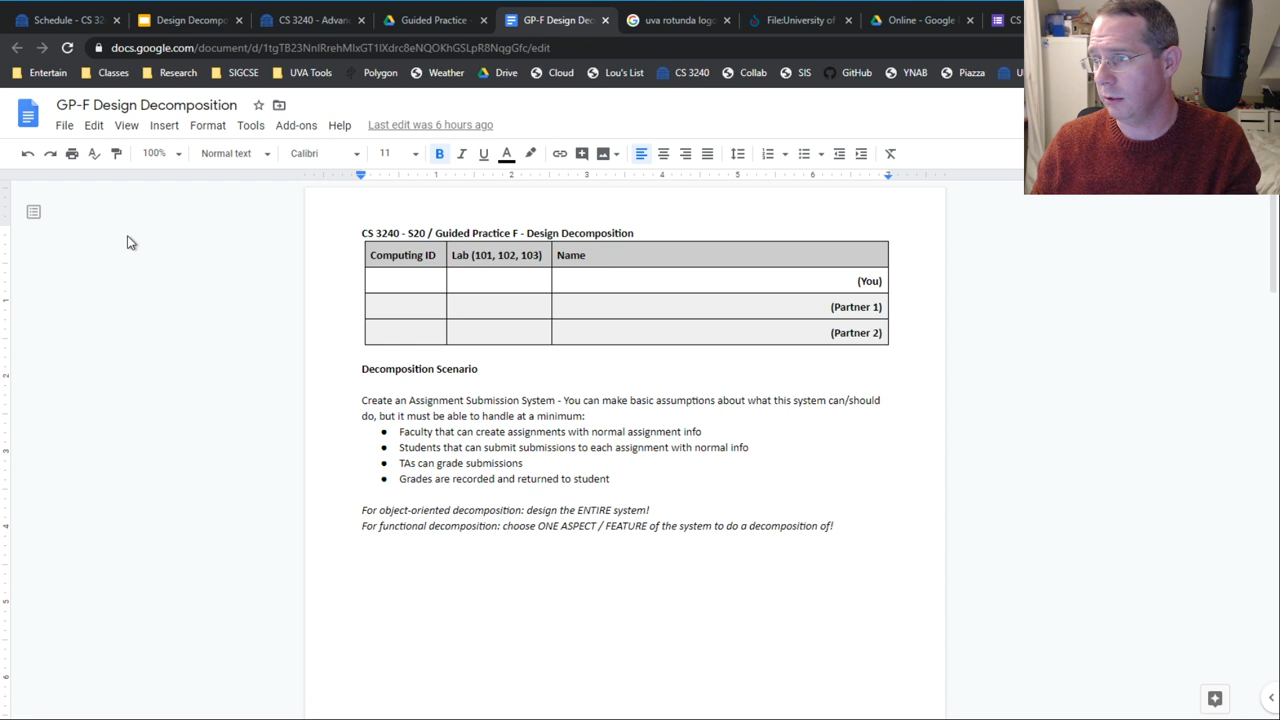 Schedule - CS 32
Design Decompo
CS 3240 - Advan
Guided Practice
GP-F Design Dec
uva rotunda logo
File:University of
Online - Google
CS
docs.google.com/document/d/1tgTB23NnIRrehMlxGT1lXdrc8eNQOKhGSLpR8NqgGfc/edit
Entertain
Classes
Research
SIGCSE
UVA Tools
Polygon
Weather
Drive
Cloud
Lou's List
CS 3240
Collab
SIS
GitHub
YNAB
Piazza
GP-F Design Decomposition
File Edit View Insert Format Tools Add-ons Help Last edit was 6 hours ago
100% Normal text Calibri 11
CS 3240 - S20 / Guided Practice F - Design Decomposition
Computing ID Lab (101, 102, 103) Name
(You)
(Partner 1)
(Partner 2)
Decomposition Scenario
Create an Assignment Submission System - You can make basic assumptions about what this system can/should
do, but it must be able to handle at a minimum:
● Faculty that can create assignments with normal assignment info
● Students that can submit submissions to each assignment with normal info
● TAs can grade submissions
● Grades are recorded and returned to student
For object-oriented decomposition: design the ENTIRE system!
For functional decomposition: choose ONE ASPECT / FEATURE of the system to do a decomposition of!